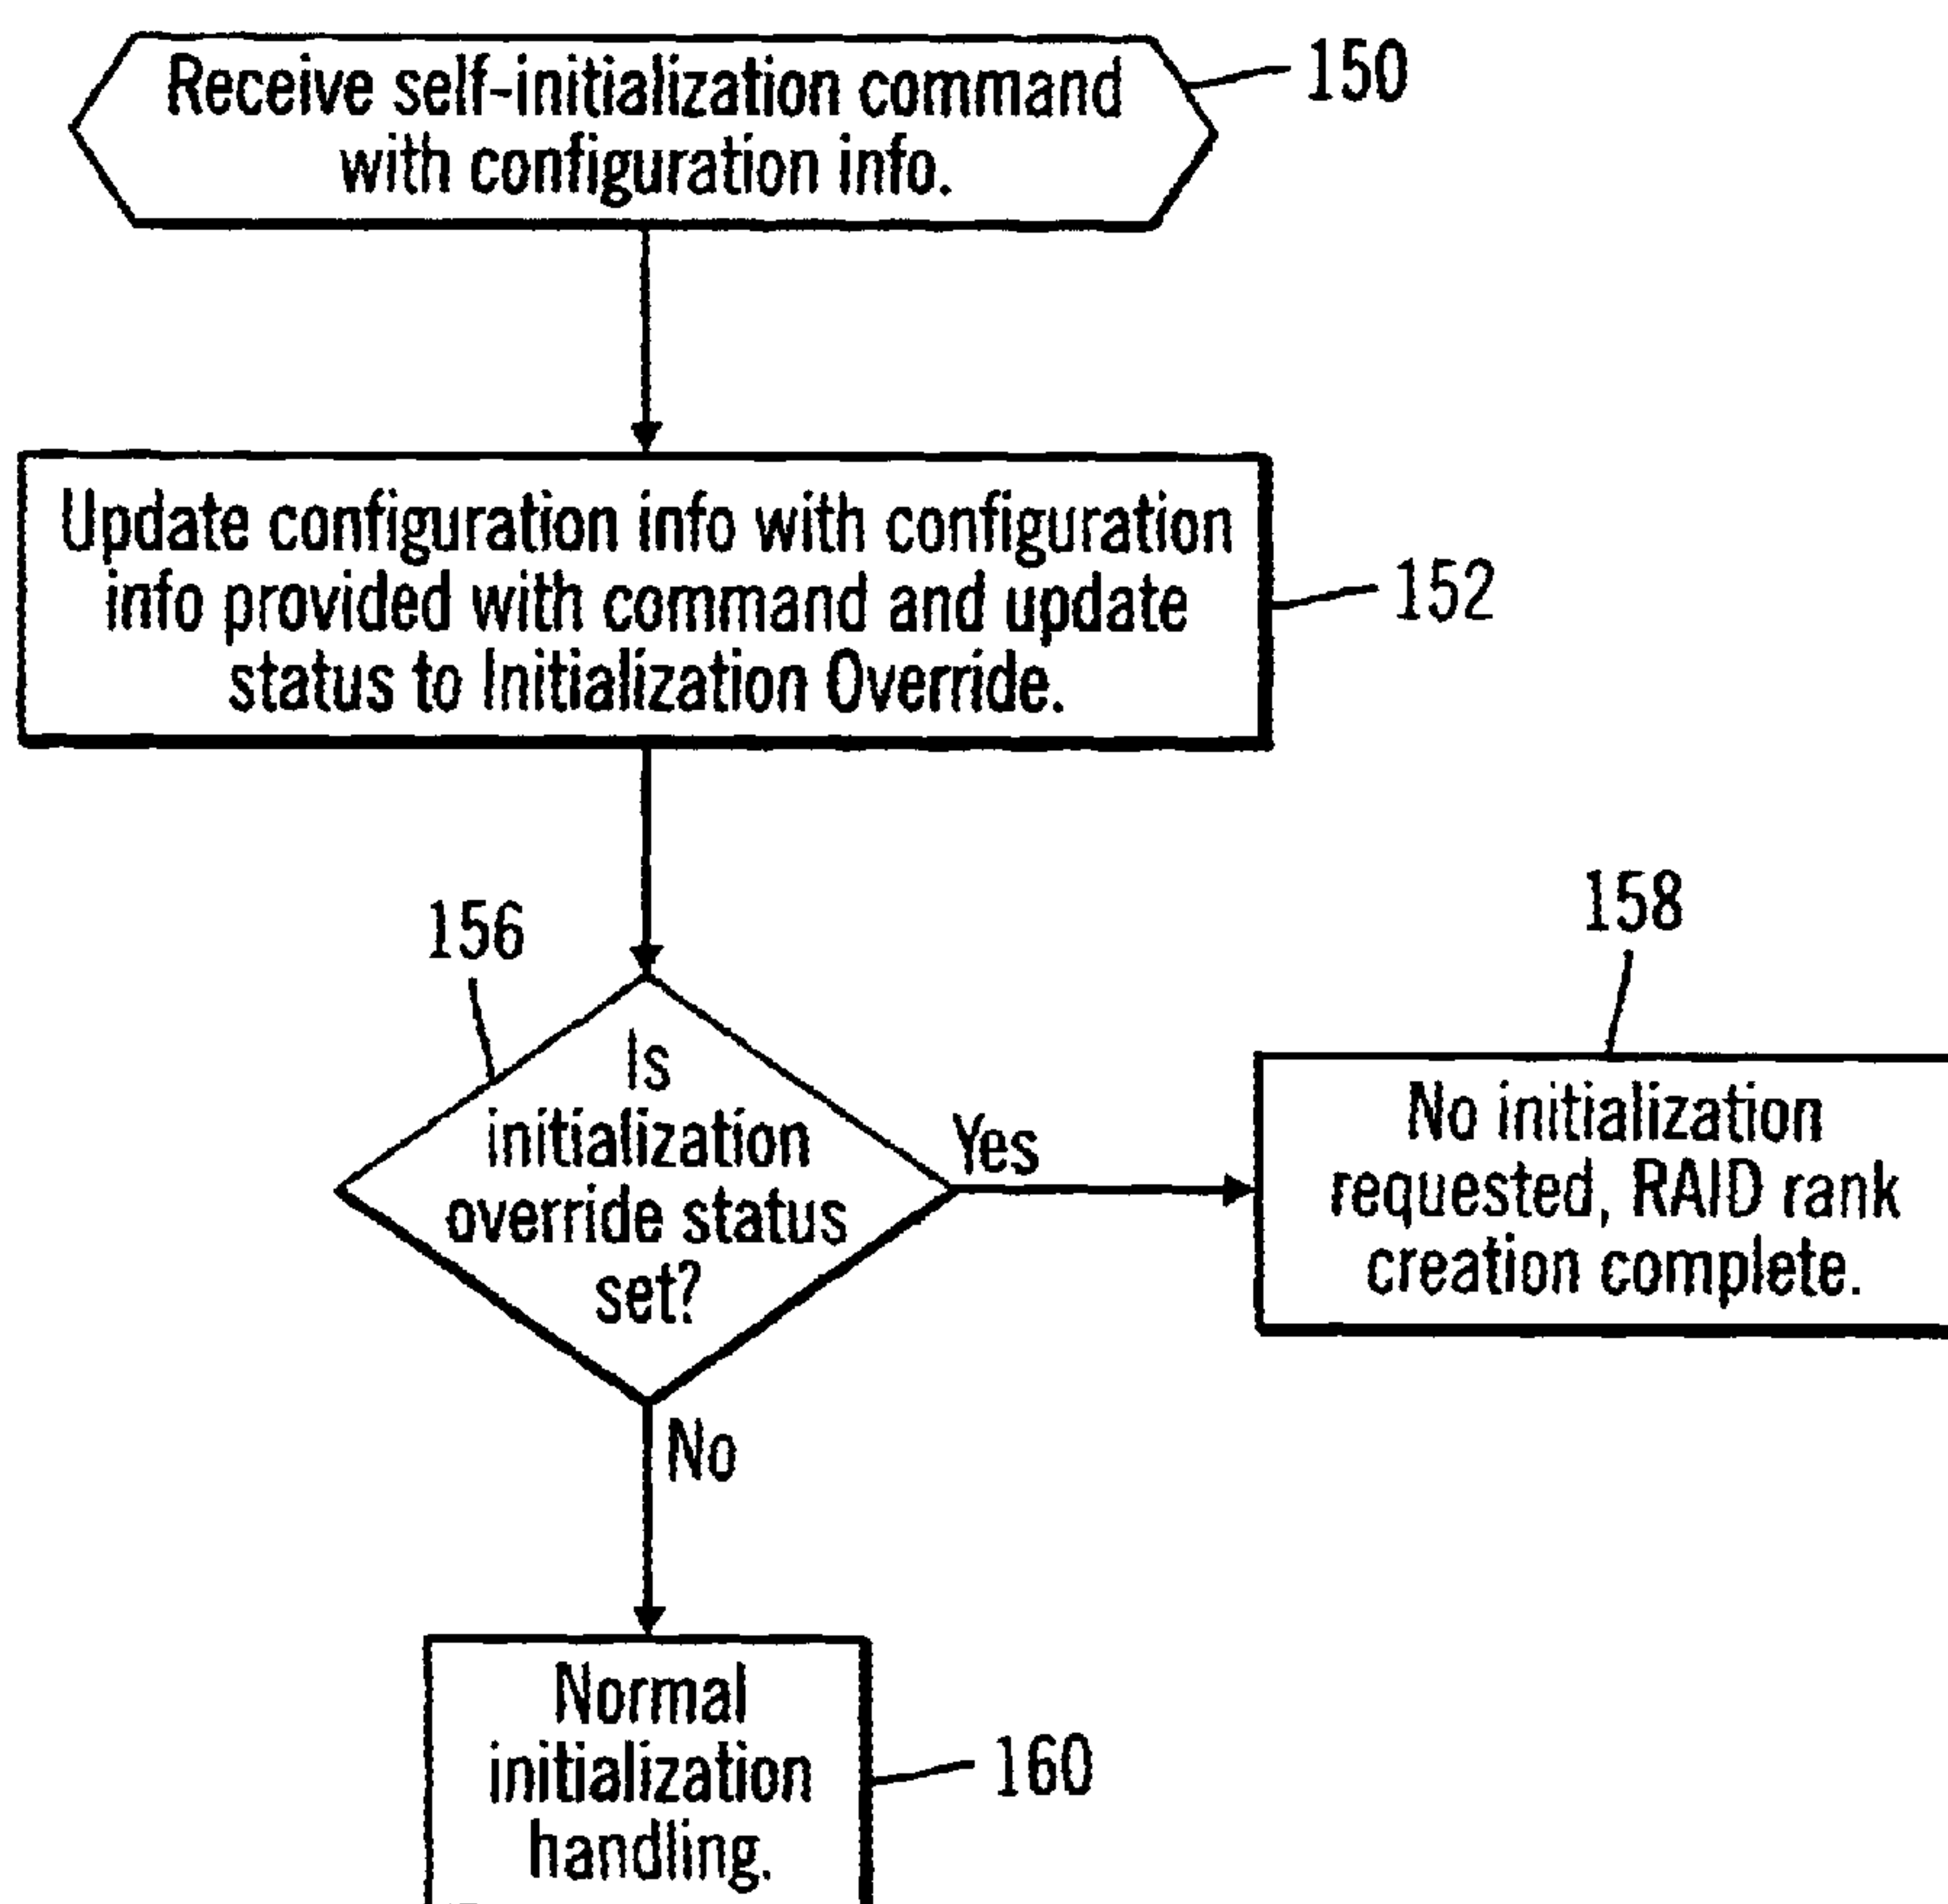 Receive self-initialization command
with configuration info.
150
Update configuration info with configuration
info provided with command and update
status to Initialization Override.
152
156
Is
initialization
override status
set?
Yes
No
158
No initialization
requested, RAID rank
creation complete.
Normal
initialization
handling.
160